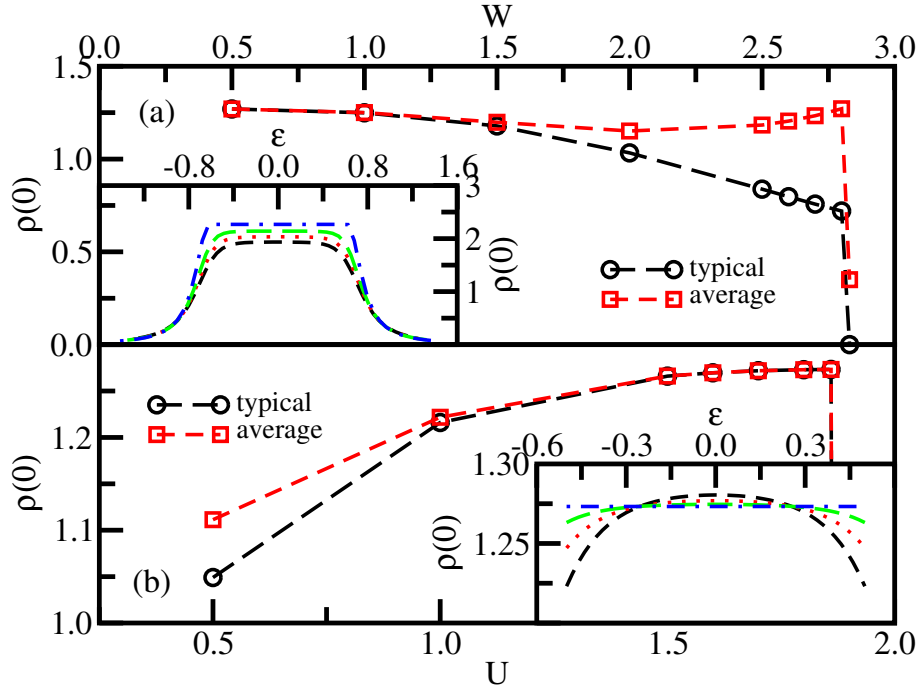 W
0.0 0.5 1.0 1.5 2.0 2.5 3.0
1.5
(a)
ε
-0.8 0.0 0.8 1.6
1.0
3
ρ(0)
2
ρ(0)
0.5
typical
1
average
0.0
typical
average
1.2
ε
-0.6 -0.3 0.0 0.3
ρ(0)
1.30
1.1
ρ(0)
1.25
(b)
1.0
0.5 1.0 1.5 2.0
U